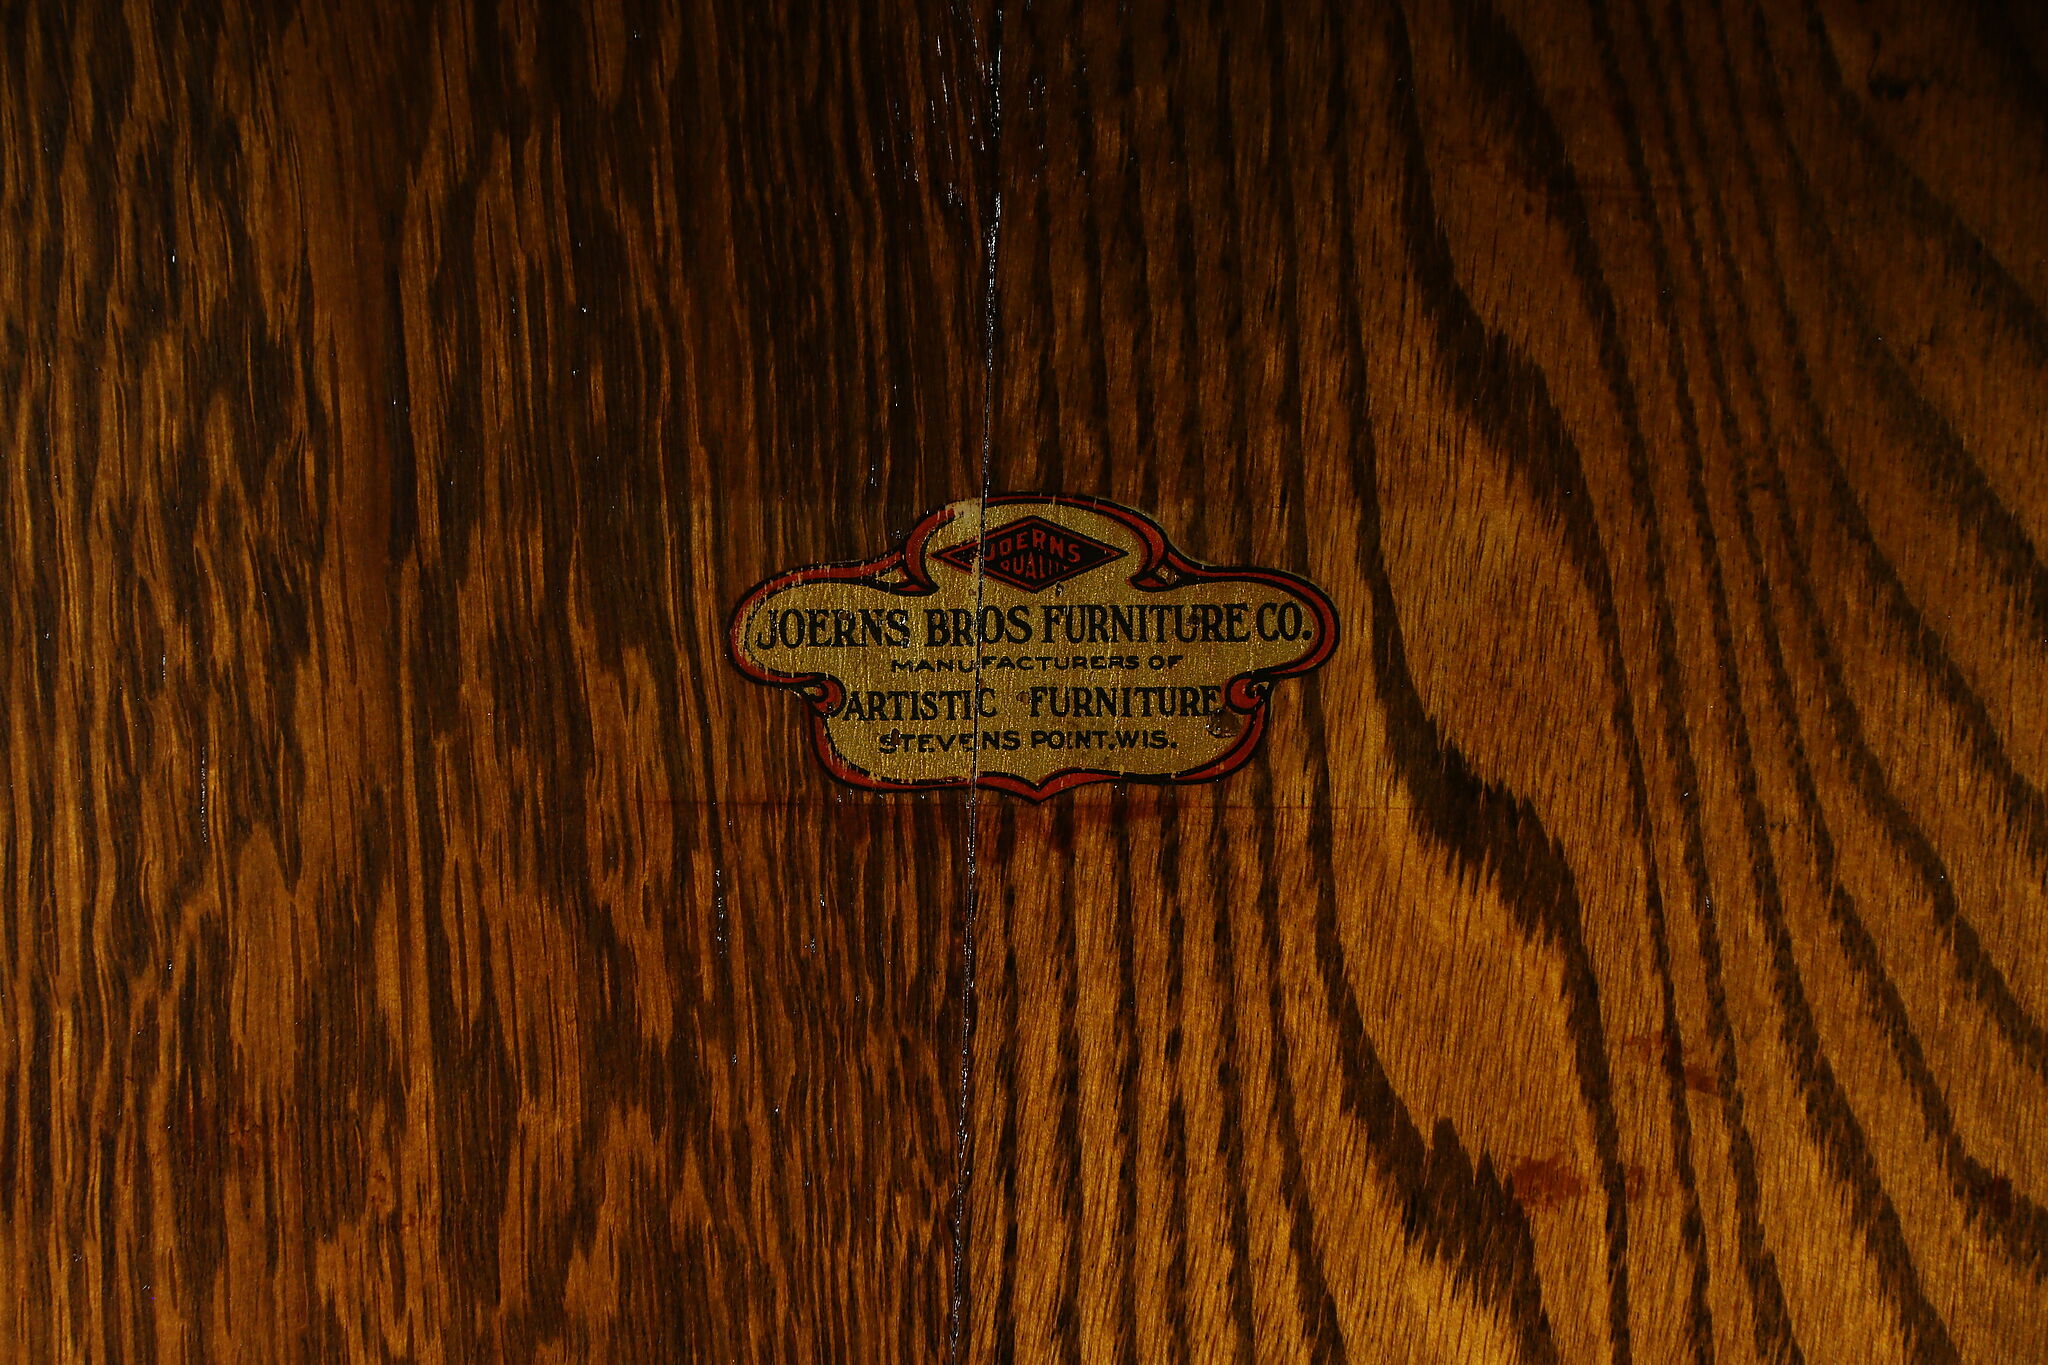 JOERNS
QUALITY
JOERNS BROS FURNITURE CO.
MANUFACTURERS OF
ARTISTIC FURNITURE
STEVENS POINT, WIS.